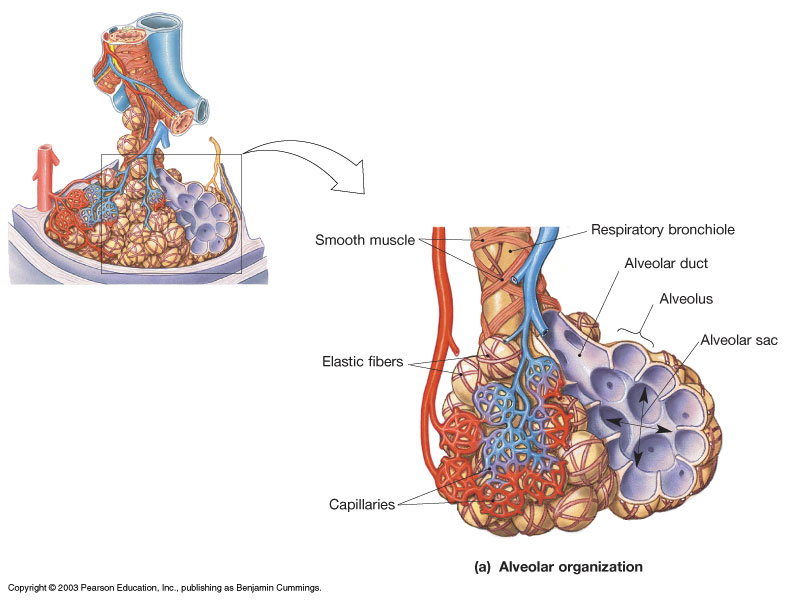 Smooth muscle
Respiratory bronchiole
Alveolar duct
Alveolus
Alveolar sac
Elastic fibers
Capillaries
(a) Alveolar organization
Copyright © 2003 Pearson Education, Inc., publishing as Benjamin Cummings.